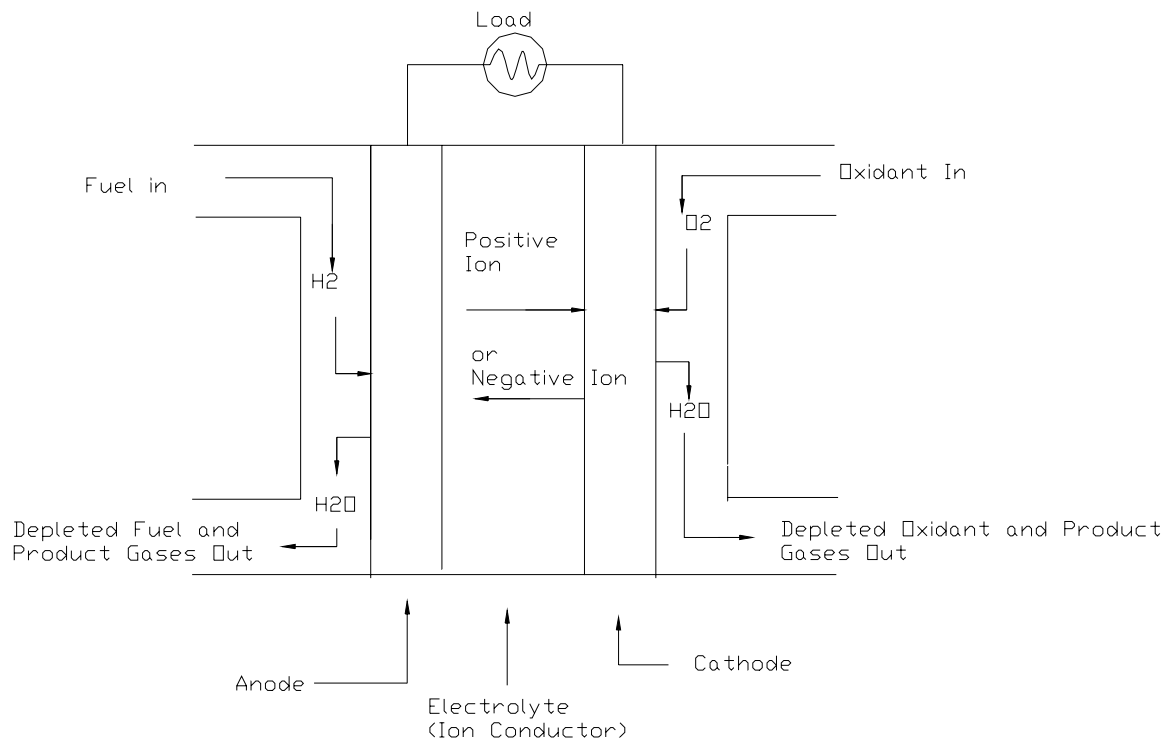 Load
Fuel in
Oxidant In
O2
Positive
Ion
H2
or
Negative Ion
H2O
H2O
Depleted Fuel and
Product Gases Out
Depleted Oxidant and Product
Gases Out
Anode
Cathode
Electrolyte
(Ion Conductor)